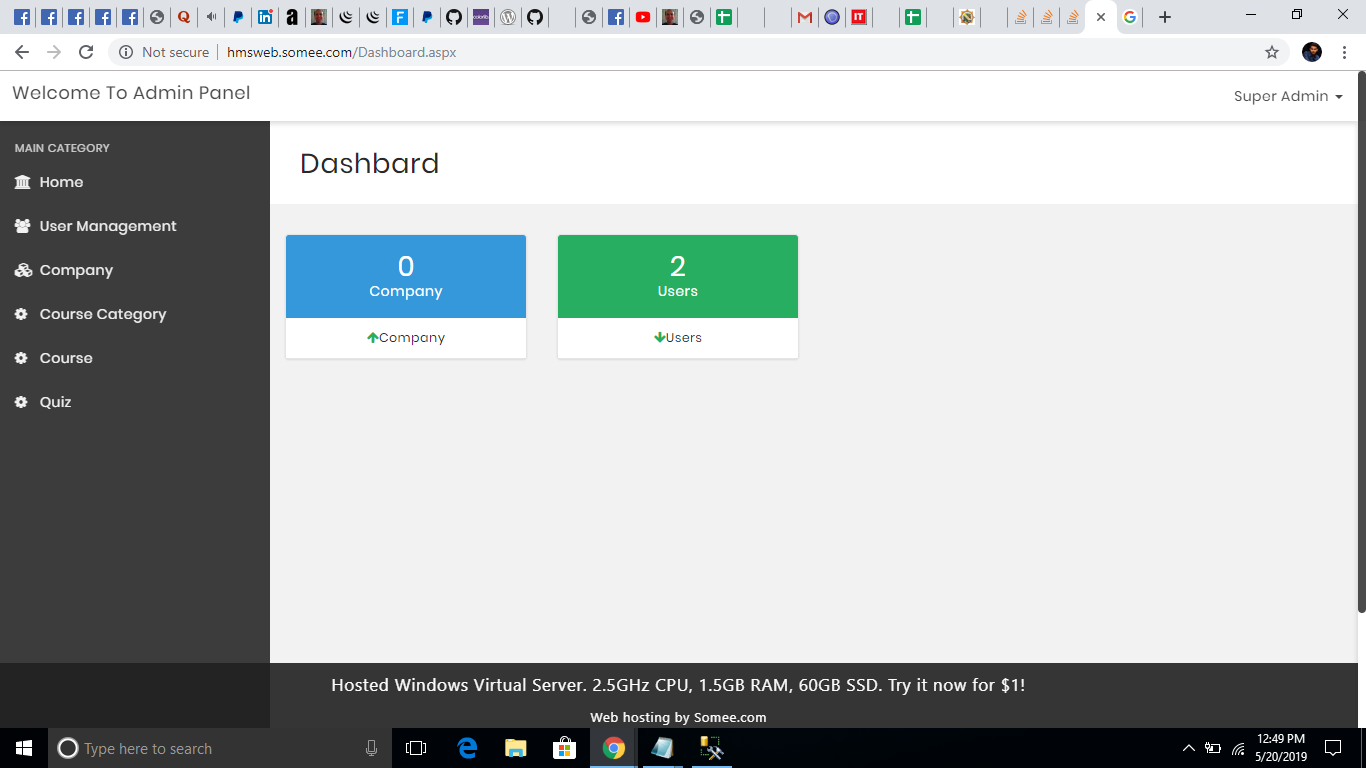 Not secure
hmsweb.somee.com/Dashboard.aspx
Welcome To Admin Panel
Super Admin
MAIN CATEGORY
Home
User Management
Company
Course Category
Course
Quiz
Dashbard
0
Company
Company
2
Users
Users
Hosted Windows Virtual Server. 2.5GHz CPU, 1.5GB RAM, 60GB SSD. Try it now for $1!
Web hosting by Somee.com
Type here to search
12:49 PM
5/20/2019